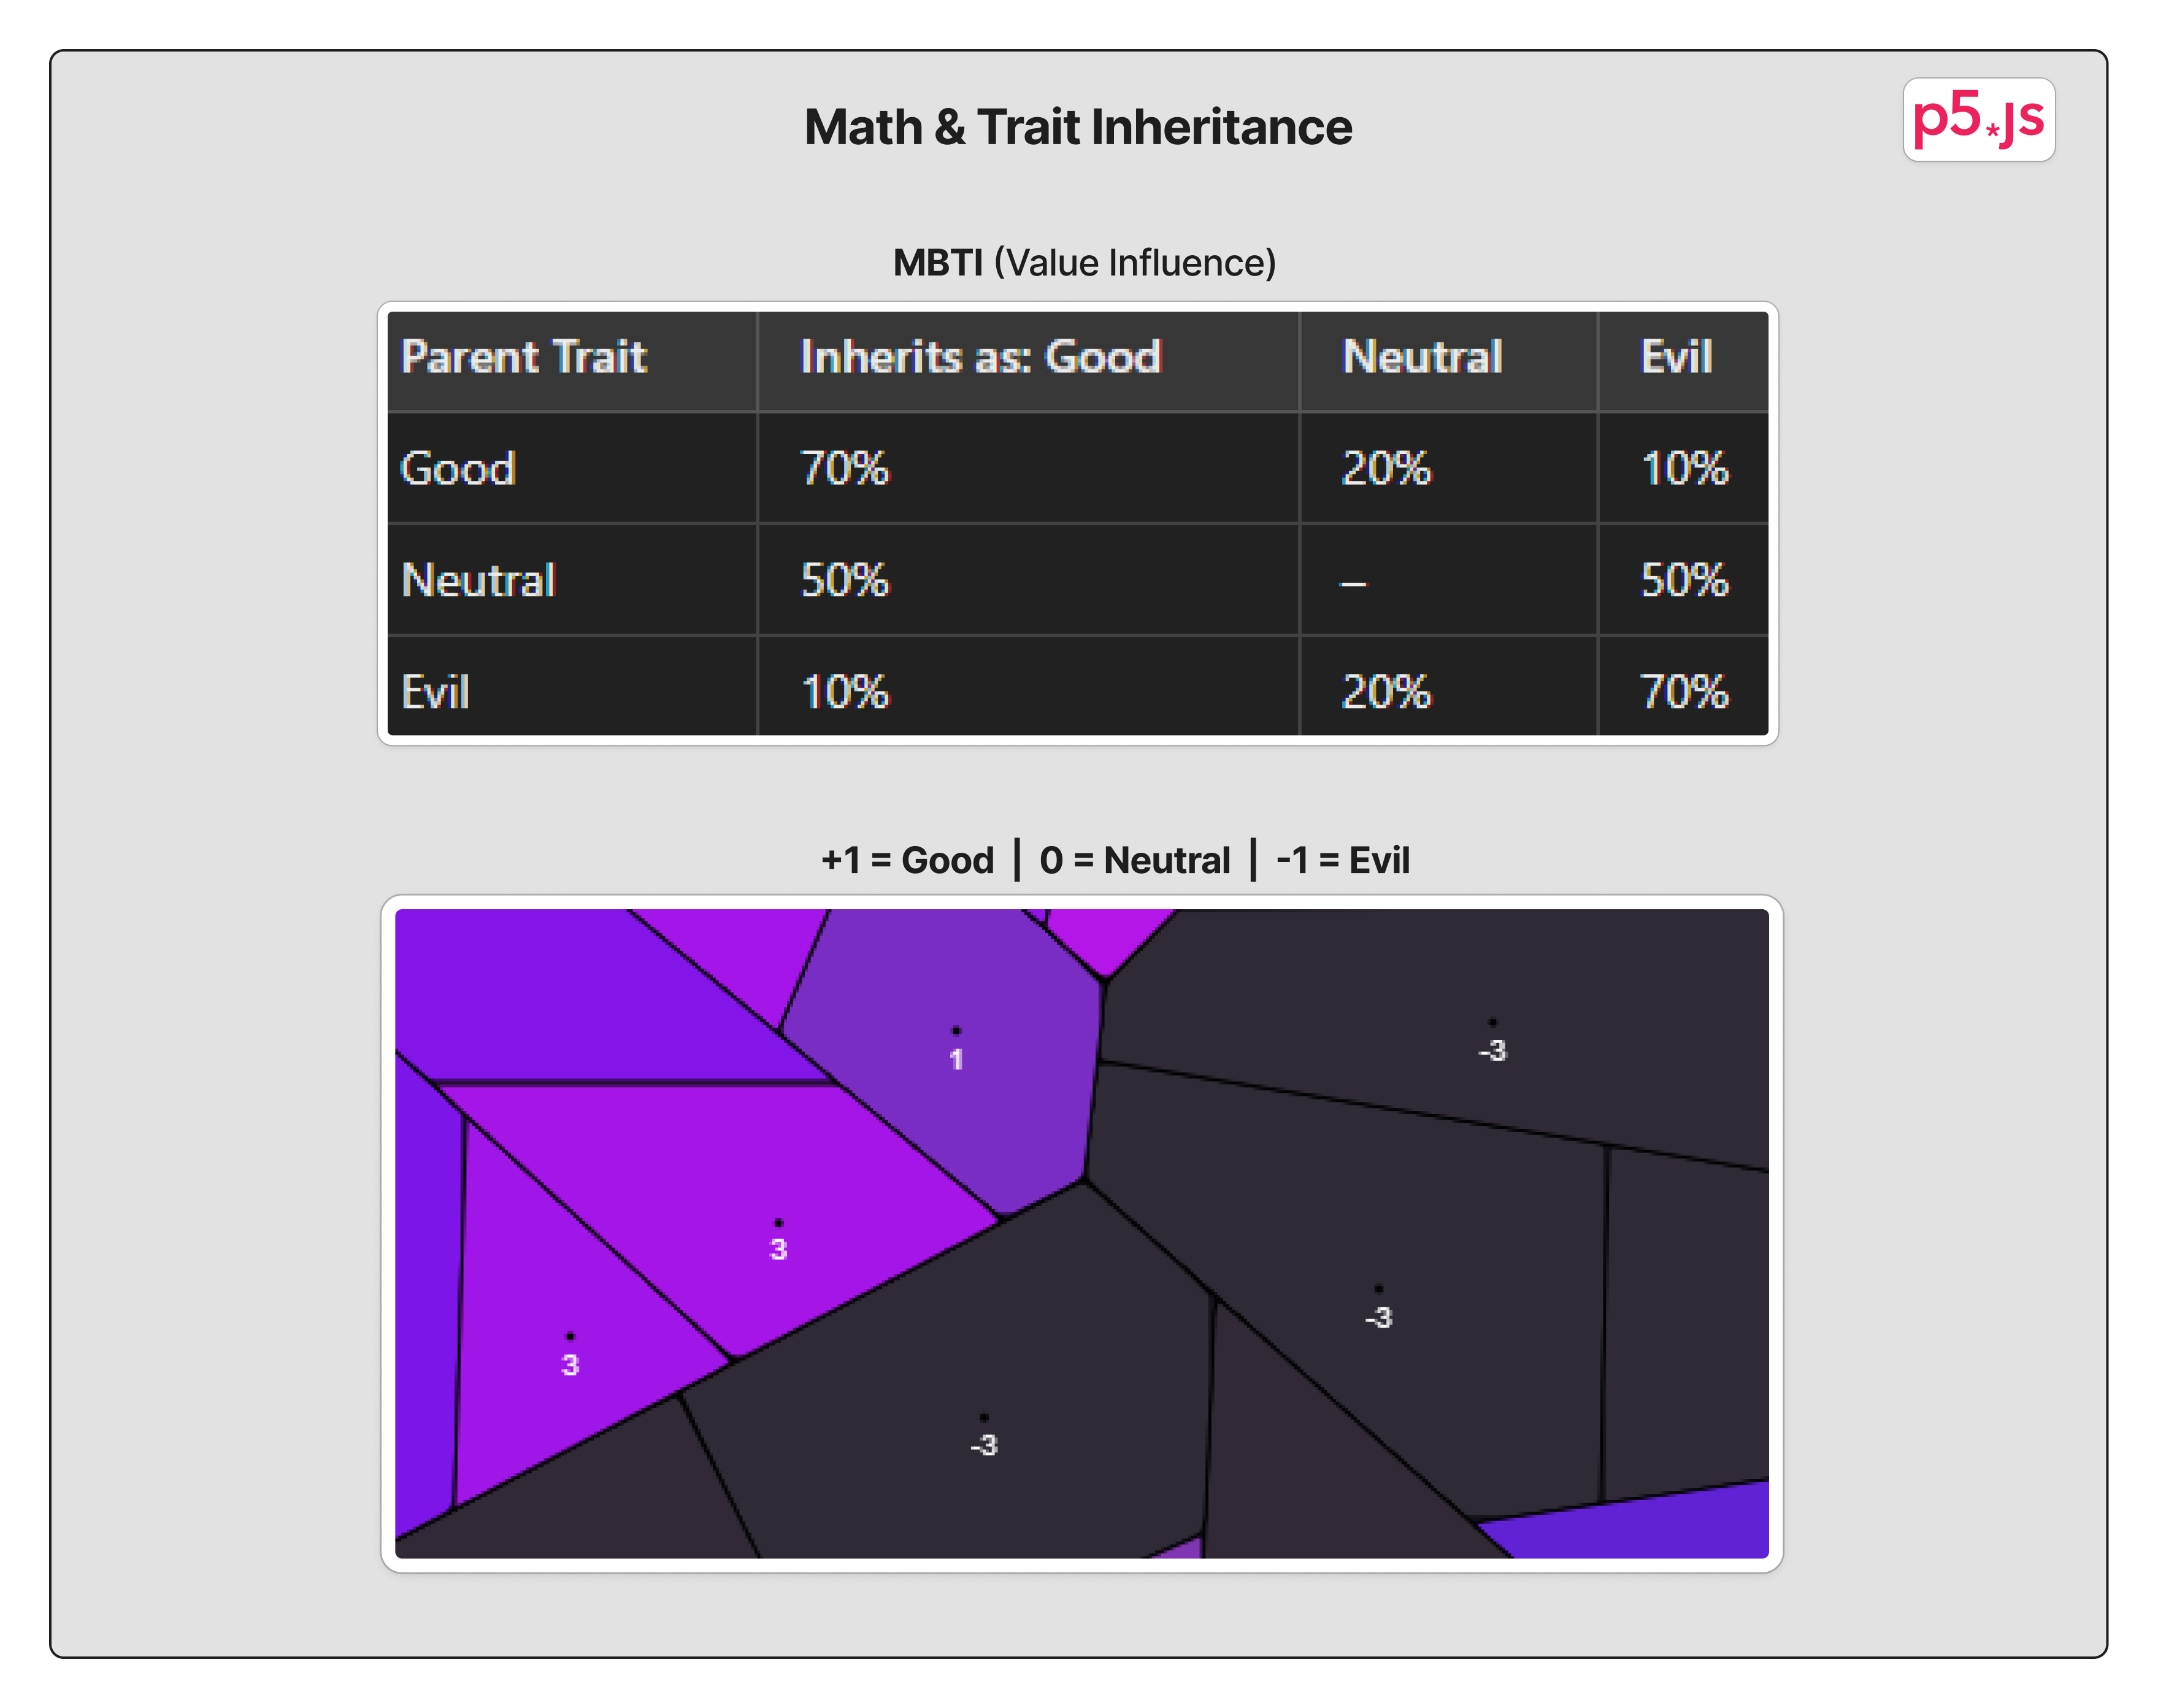 Math & Trait Inheritance
p5*js
MBTI (Value Influence)
Parent Trait Inherits as: Good Neutral Evil
Good 70% 20% 10%
Neutral 50% – 50%
Evil 10% 20% 70%
+1 = Good | 0 = Neutral | -1 = Evil
1
-3
3
-3
3
-3